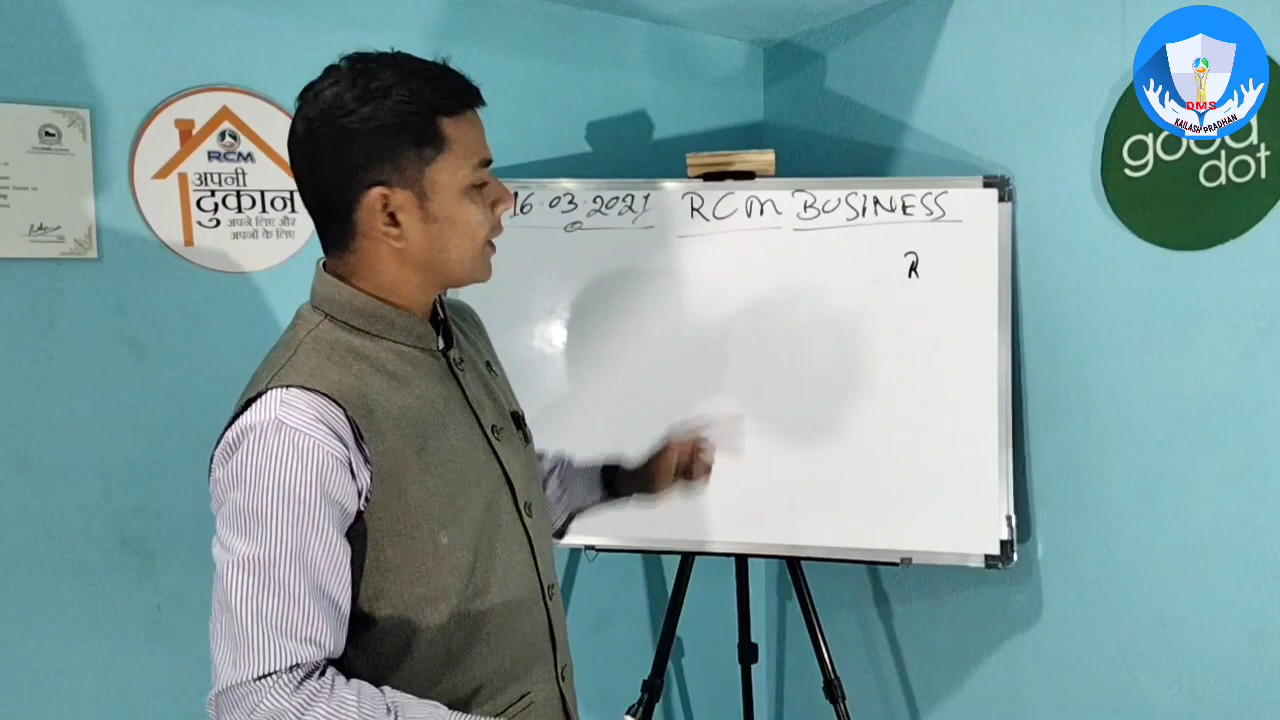 RCM
अपनी
दुकान
अपने लिए और
अपनों के लिए
16.03.2021 RCM BUSINESS
R
DMS
KAILASH PRADHAN
good
dot